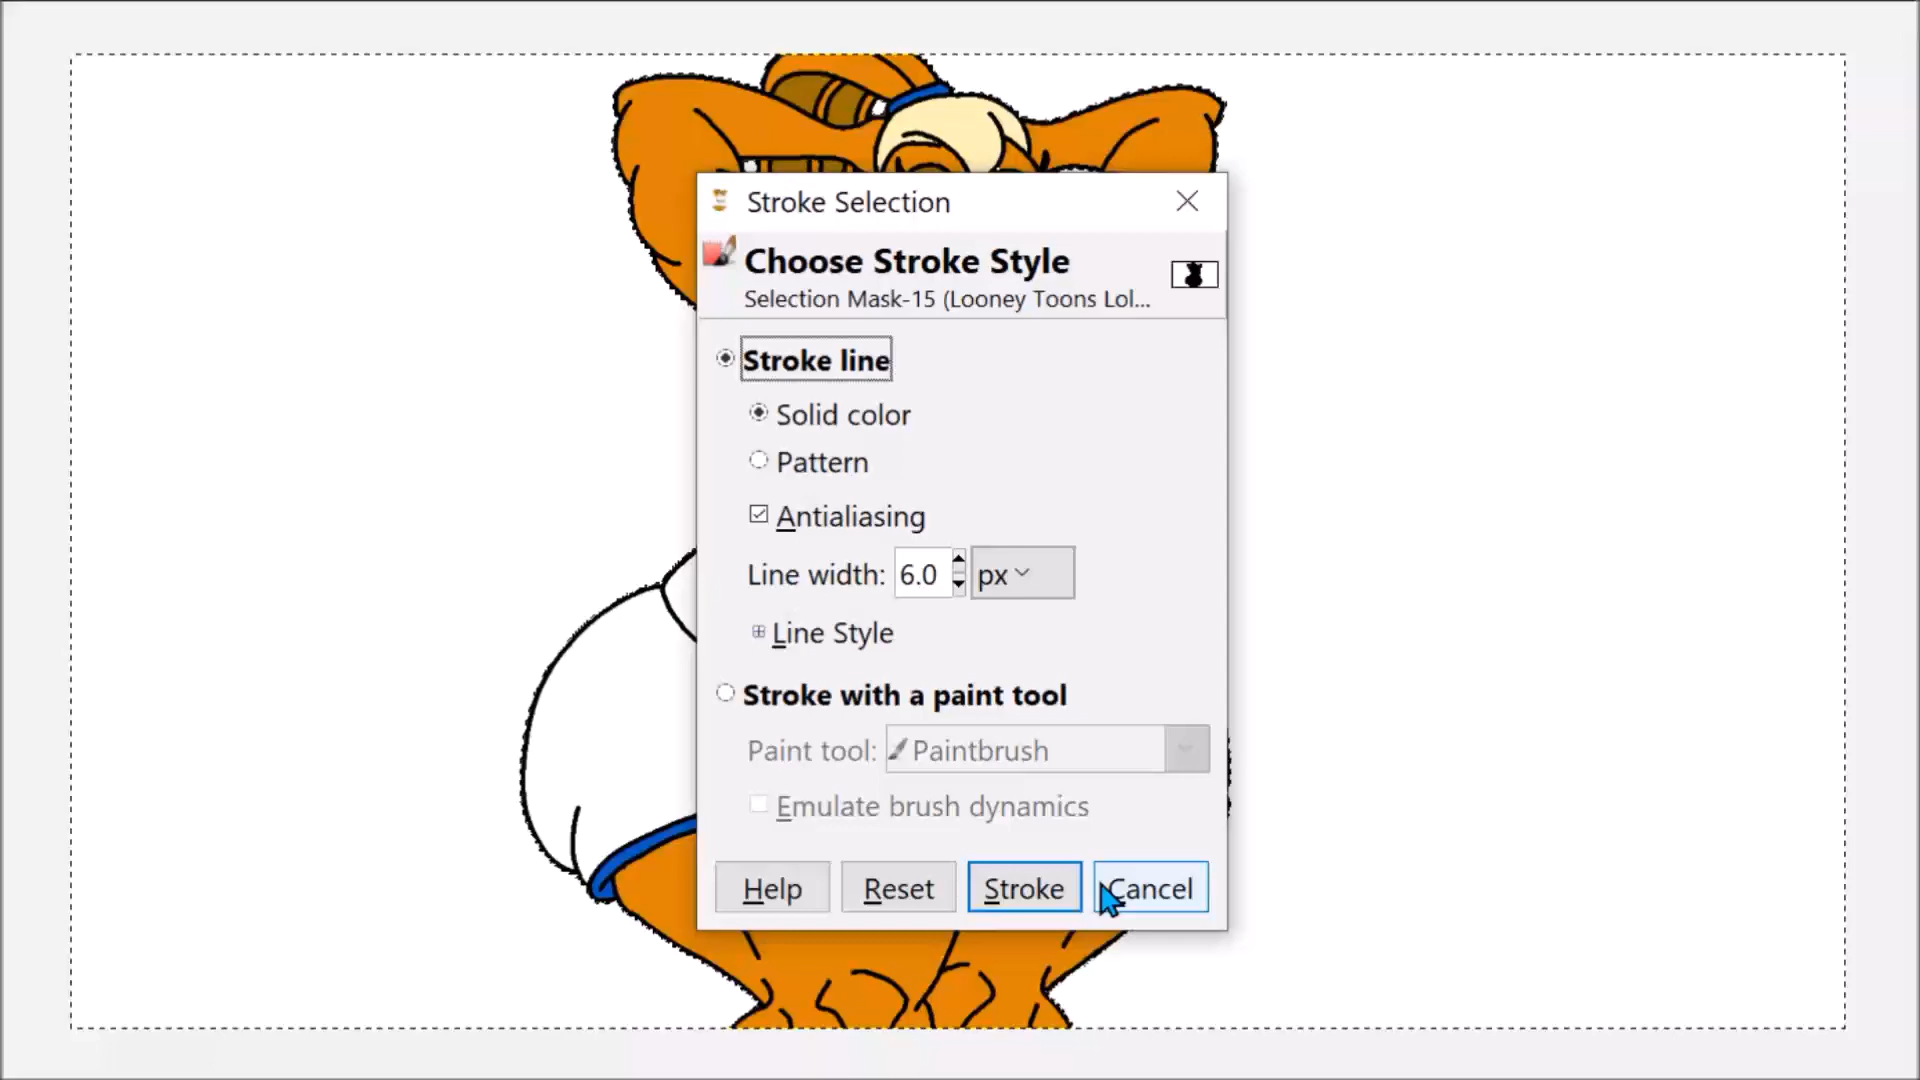 Stroke Selection
Choose Stroke Style
Selection Mask-15 (Looney Toons Lol...
Stroke line
Solid color
Pattern
Antialiasing
Line width: 6.0 px
Line Style
Stroke with a paint tool
Paint tool: Paintbrush
Emulate brush dynamics
Help Reset Stroke Cancel